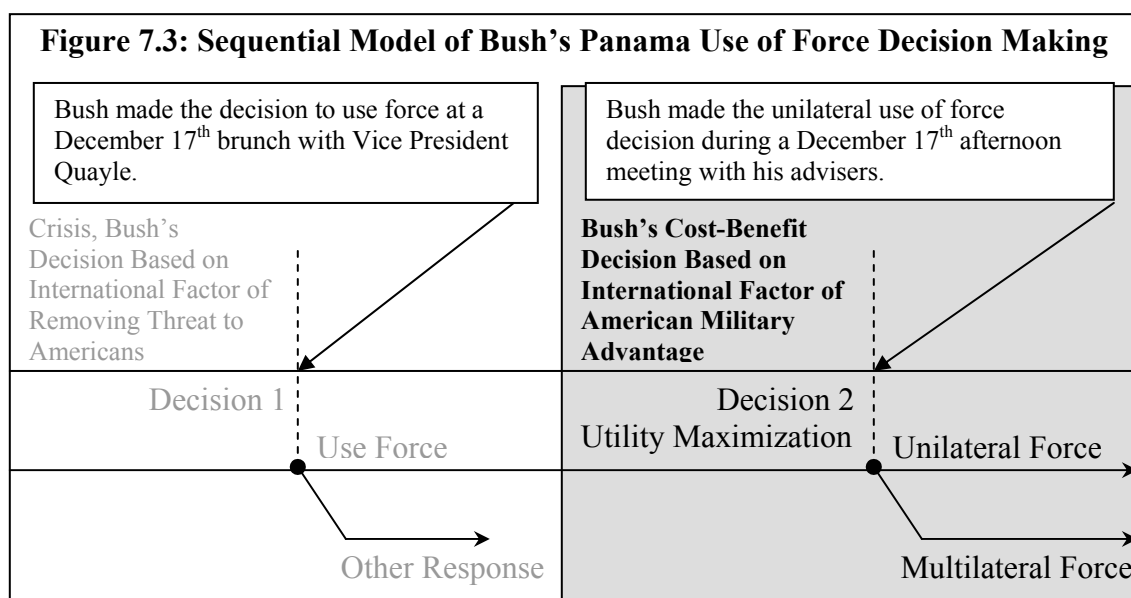 Figure 7.3: Sequential Model of Bush's Panama Use of Force Decision Making
Bush made the decision to use force at a
December 17th brunch with Vice President
Quayle.
Bush made the unilateral use of force
decision during a December 17th afternoon
meeting with his advisers.
Crisis, Bush's
Decision Based on
International Factor of
Removing Threat to
Americans
Bush's Cost-Benefit
Decision Based on
International Factor of
American Military
Advantage
Decision 1
Use Force
Other Response
Decision 2
Utility Maximization
Unilateral Force
Multilateral Force